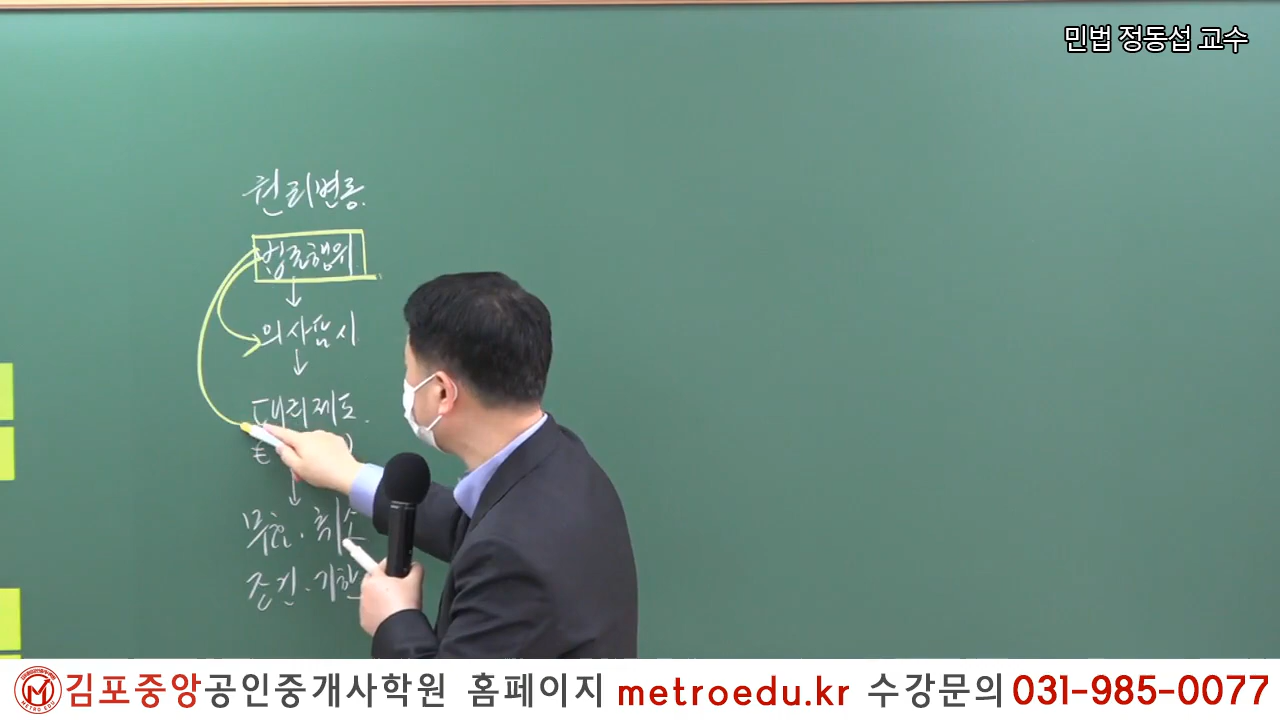 민법 정동섭 교수
권리변동.
법률행위
↓
의사표시
↓
대리제도.
↓
무효·취소
조건·기한
METRO EDU
김포중앙공인중개사학원 홈페이지 metroedu.kr 수강문의 031-985-0077